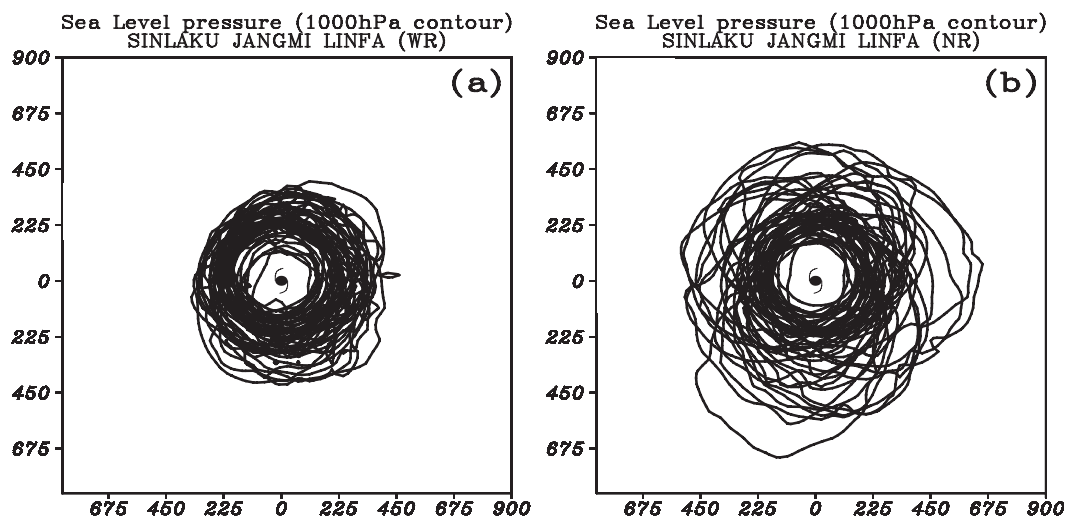 Sea Level pressure (1000hPa contour)
SINLAKU JANGMI LINFA (WR)
(a)
900
675
450
225
0
225
450
675
675 450 225 0 225 450 675 900
Sea Level pressure (1000hPa contour)
SINLAKU JANGMI LINFA (NR)
(b)
900
675
450
225
0
225
450
675
675 450 225 0 225 450 675 900